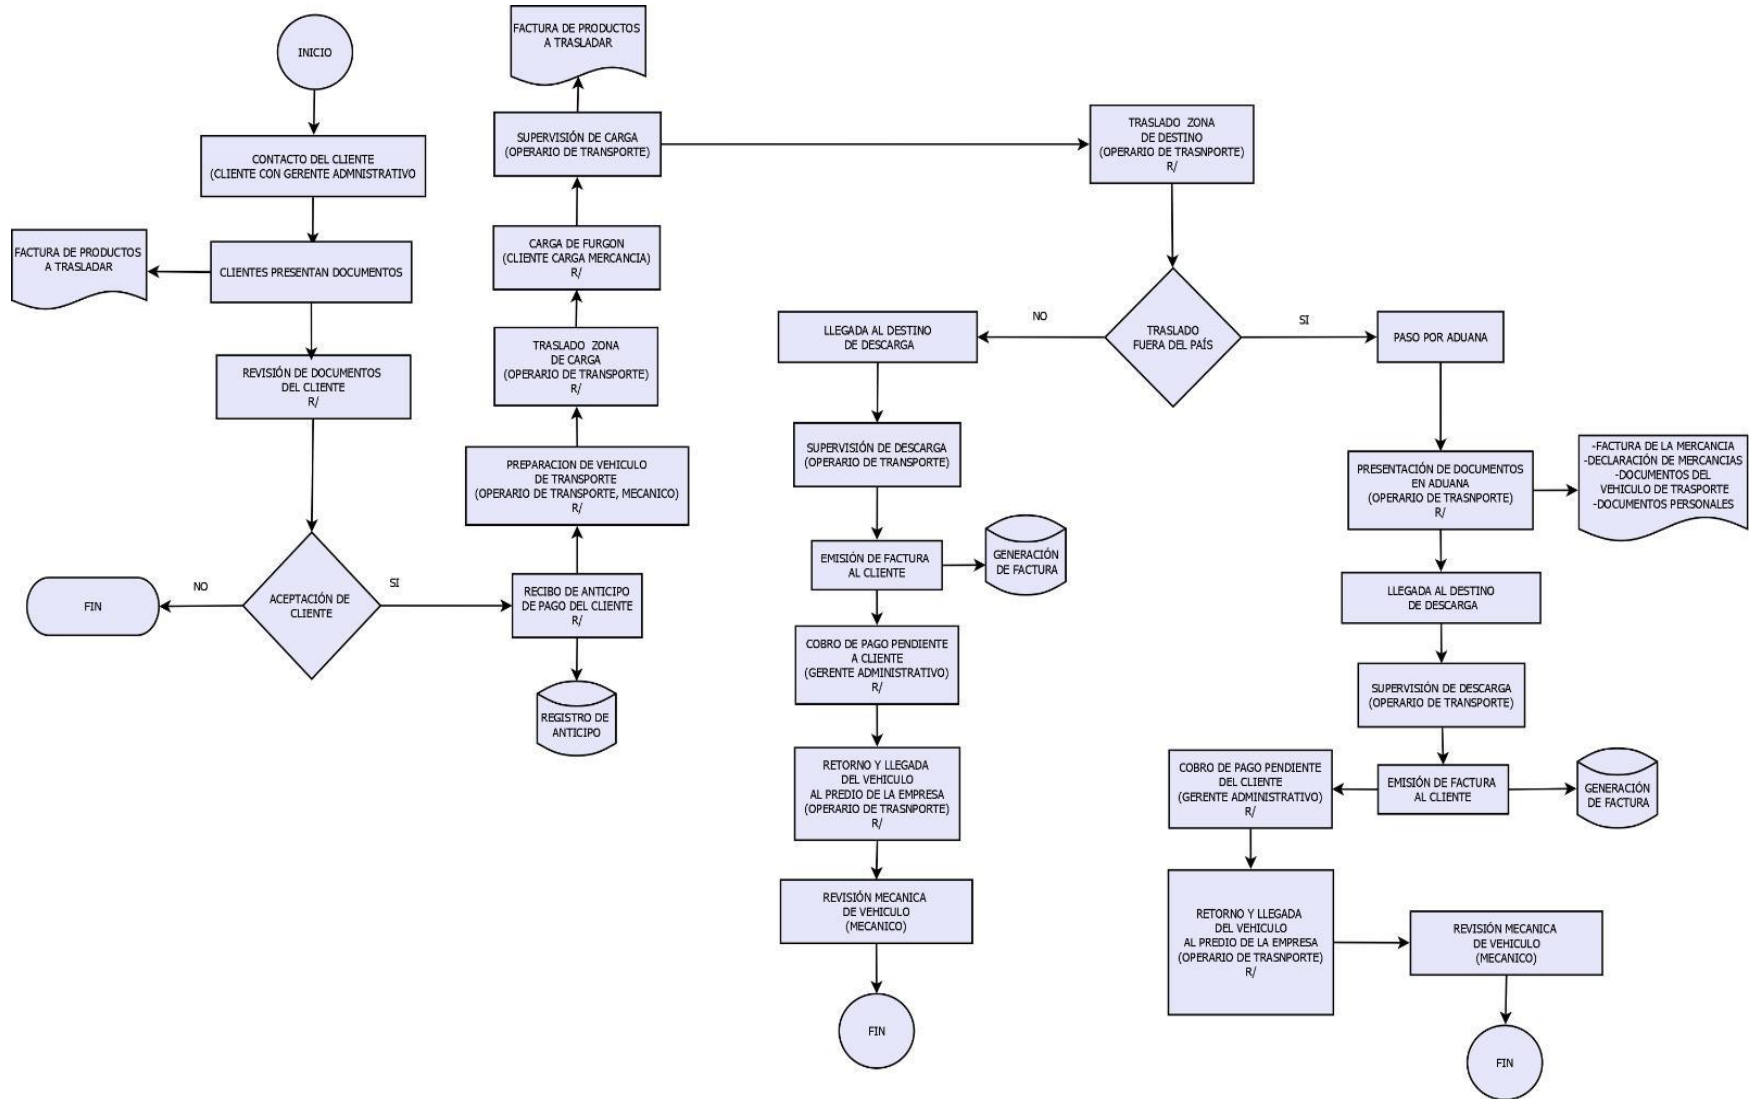 INICIO
CONTACTO DEL CLIENTE
(CLIENTE CON GERENTE ADMNISTRATIVO
FACTURA DE PRODUCTOS
A TRASLADAR
CLIENTES PRESENTAN DOCUMENTOS
REVISIÓN DE DOCUMENTOS
DEL CLIENTE
R/
ACEPTACIÓN DE
CLIENTE
NO
FIN
SI
RECIBO DE ANTICIPO
DE PAGO DEL CLIENTE
R/
REGISTRO DE
ANTICIPO
PREPARACION DE VEHICULO
DE TRANSPORTE
(OPERARIO DE TRANSPORTE, MECANICO)
R/
TRASLADO ZONA
DE CARGA
(OPERARIO DE TRANSPORTE)
R/
CARGA DE FURGON
(CLIENTE CARGA MERCANCIA)
R/
SUPERVISIÓN DE CARGA
(OPERARIO DE TRANSPORTE)
FACTURA DE PRODUCTOS
A TRASLADAR
TRASLADO ZONA
DE DESTINO
(OPERARIO DE TRASNPORTE)
R/
TRASLADO
FUERA DEL PAÍS
NO
LLEGADA AL DESTINO
DE DESCARGA
SUPERVISIÓN DE DESCARGA
(OPERARIO DE TRANSPORTE)
EMISIÓN DE FACTURA
AL CLIENTE
GENERACIÓN
DE FACTURA
COBRO DE PAGO PENDIENTE
A CLIENTE
(GERENTE ADMINISTRATIVO)
R/
RETORNO Y LLEGADA
DEL VEHICULO
AL PREDIO DE LA EMPRESA
(OPERARIO DE TRASNPORTE)
R/
REVISIÓN MECANICA
DE VEHICULO
(MECANICO)
FIN
SI
PASO POR ADUANA
PRESENTACIÓN DE DOCUMENTOS
EN ADUANA
(OPERARIO DE TRASNPORTE)
R/
-FACTURA DE LA MERCANCIA
-DECLARACIÓN DE MERCANCIAS
-DOCUMENTOS DEL
VEHICULO DE TRASPORTE
-DOCUMENTOS PERSONALES
LLEGADA AL DESTINO
DE DESCARGA
SUPERVISIÓN DE DESCARGA
(OPERARIO DE TRANSPORTE)
EMISIÓN DE FACTURA
AL CLIENTE
GENERACIÓN
DE FACTURA
COBRO DE PAGO PENDIENTE
DEL CLIENTE
(GERENTE ADMINISTRATIVO)
R/
RETORNO Y LLEGADA
DEL VEHICULO
AL PREDIO DE LA EMPRESA
(OPERARIO DE TRASNPORTE)
R/
REVISIÓN MECANICA
DE VEHICULO
(MECANICO)
FIN